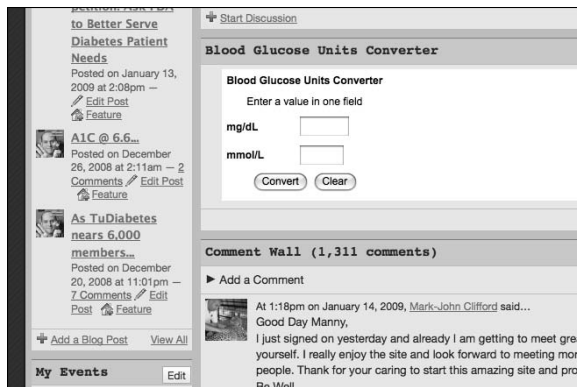 petition: Ask FDA
to Better Serve
Diabetes Patient
Needs
Posted on January 13,
2009 at 2:08pm —
Edit Post
Feature
A1C @ 6.6...
Posted on December
26, 2008 at 2:11am — 2
Comments Edit Post
Feature
As TuDiabetes
nears 6,000
members...
Posted on December
20, 2008 at 11:01pm —
7 Comments Edit
Post Feature
Add a Blog Post View All
My Events Edit
Start Discussion
Blood Glucose Units Converter
Blood Glucose Units Converter
Enter a value in one field
mg/dL
mmol/L
Convert Clear
Comment Wall (1,311 comments)
Add a Comment
At 1:18pm on January 14, 2009, Mark-John Clifford said...
Good Day Manny,
I just signed on yesterday and already I am getting to meet
yourself. I really enjoy the site and look forward to meeting
people. Thank for your caring to start this amazing site and
Be Well